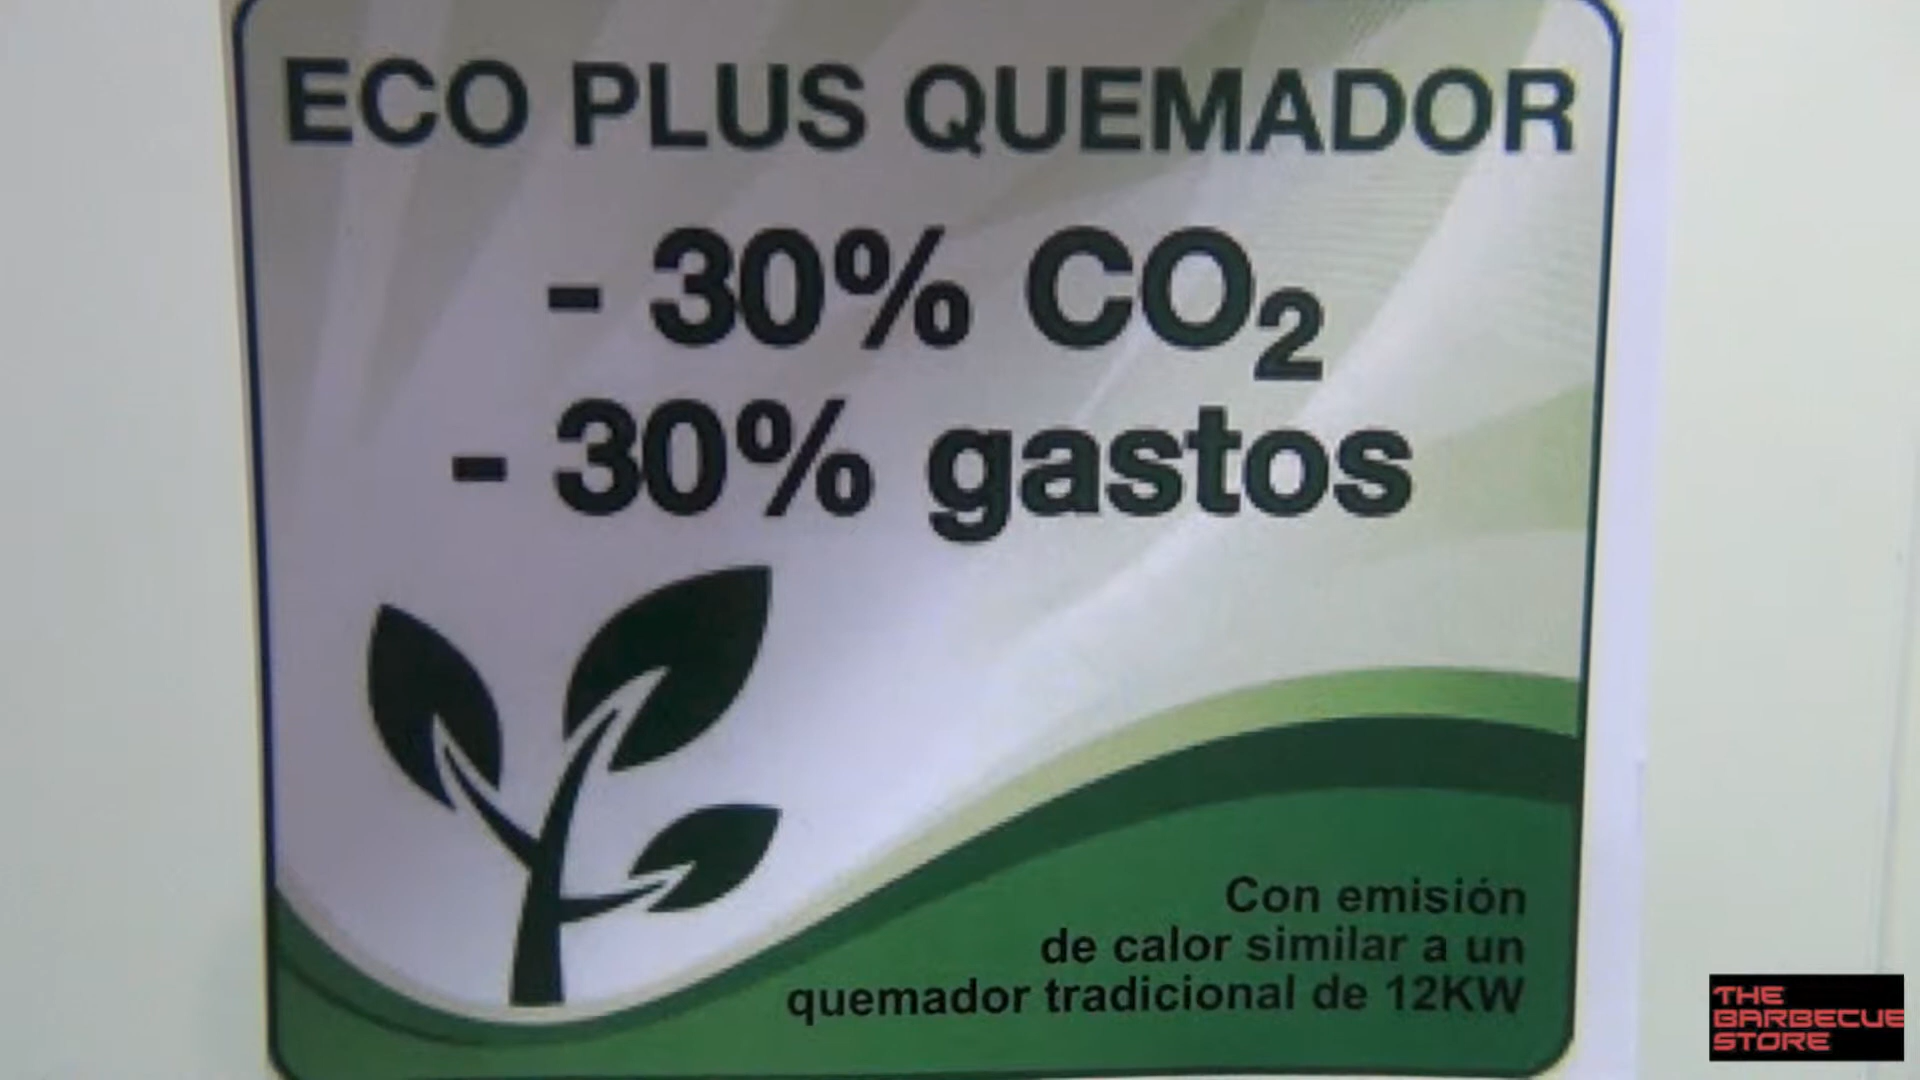 ECO PLUS QUEMADOR
- 30% CO₂
- 30% gastos
Con emisión
de calor similar a un
quemador tradicional de 12KW
THE
BARBECUE
STORE